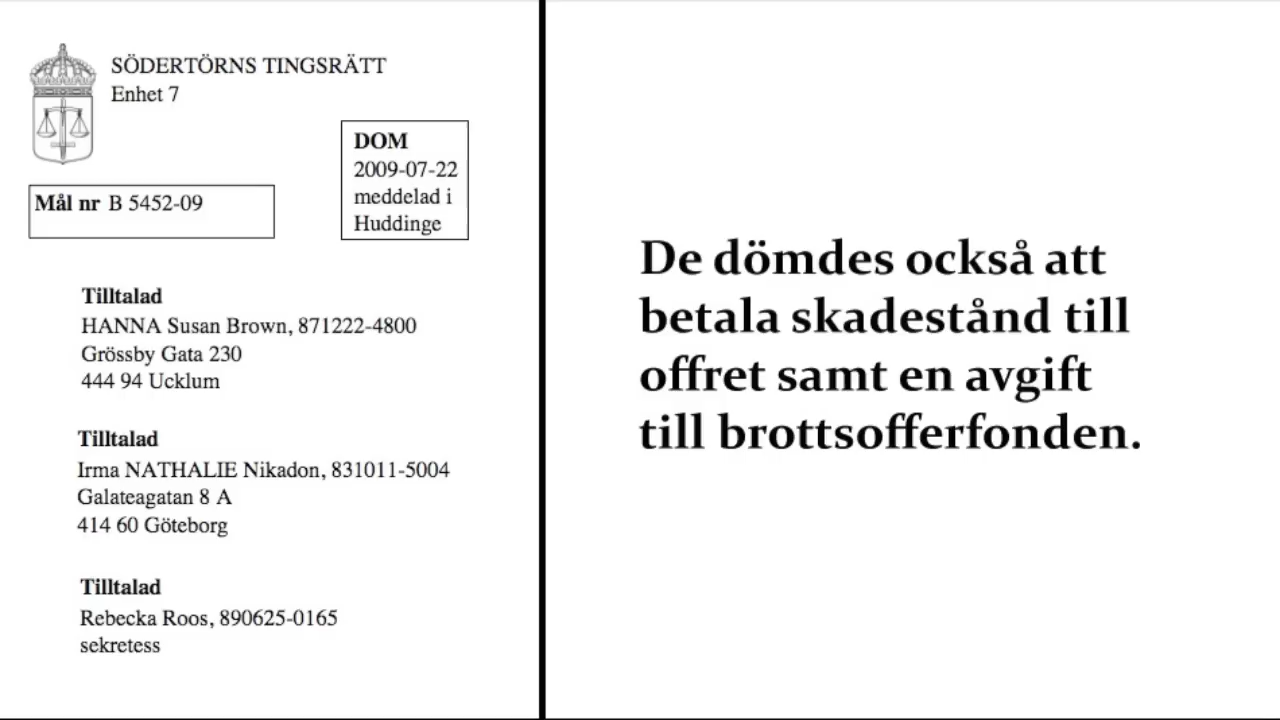 SÖDERTÖRNS TINGSRÄTT
Enhet 7
DOM
2009-07-22
meddelad i
Huddinge
Mål nr B 5452-09
Tilltalad
HANNA Susan Brown, 871222-4800
Grössby Gata 230
444 94 Ucklum
Tilltalad
Irma NATHALIE Nikadon, 831011-5004
Galateagatan 8 A
414 60 Göteborg
Tilltalad
Rebecka Roos, 890625-0165
sekretess
De dömdes också att
betala skadestånd till
offret samt en avgift
till brottsofferfonden.